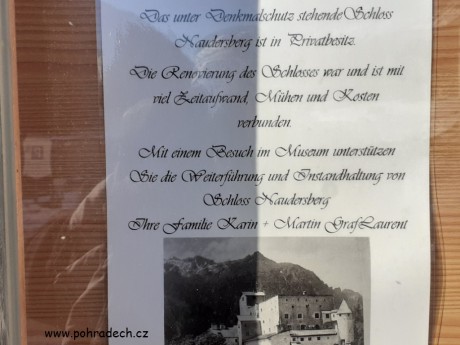 Das unter Denkmalschutz stehende Schloss
Naudersberg ist in Privatbesitz.
Die Renovierung des Schlosses war und ist mit
viel Zeitaufwand, Mühen und Kosten
verbunden.
Mit einem Besuch im Museum unterstützen
Sie die Weiterführung und Instandhaltung von
Schloss Naudersberg
Ihre Familie Karin + Martin Graf Laurent
www.pohradech.cz